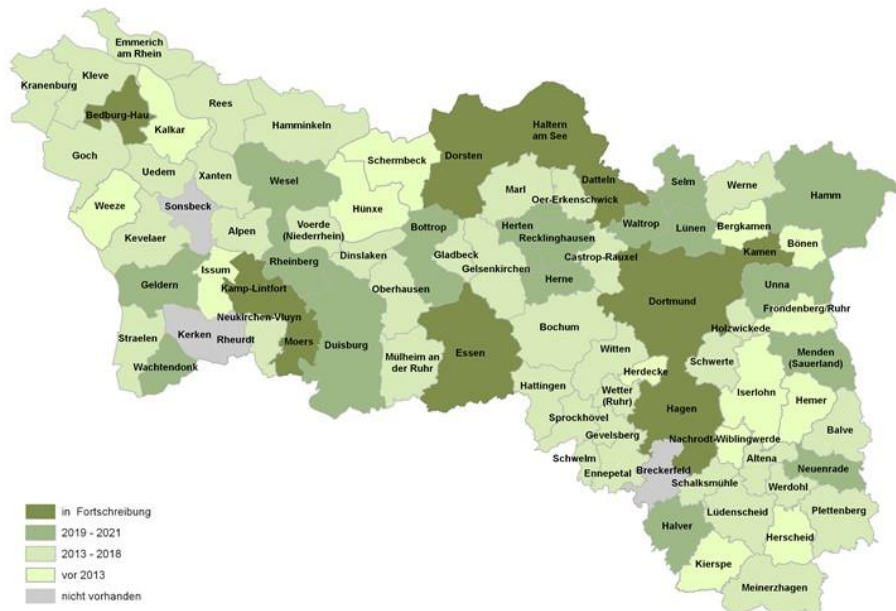 Emmerich
am Rhein
Kleve
Kranenburg
Rees
Bedburg-Hau
Kalkar
Hamminkeln
Haltern
am See
Goch
Schermbeck
Dorsten
Uedem
Xanten
Wesel
Marl
Datteln
Oer-Erkenschwick
Selm
Werne
Hamm
Weeze
Sonsbeck
Hünxe
Kevelaer
Alpen
Voerde
(Niederrhein)
Bottrop
Herten
Recklinghausen
Waltrop
Lünen
Bergkamen
Bönen
Dinslaken
Gladbeck
Castrop-Rauxel
Kamen
Rheinberg
Gelsenkirchen
Issum
Geldern
Kamp-Lintfort
Oberhausen
Herne
Unna
Dortmund
Frondenberg/Ruhr
Neukirchen-Vluyn
Straelen
Kerken
Rheurdt
Moers
Duisburg
Bochum
Holzwickede
Essen
Mülheim an
der Ruhr
Witten
Schwerte
Menden
(Sauerland)
Wachtendonk
Herdecke
Hattingen
Wetter
(Ruhr)
Iserlohn
Hemer
Hagen
Sprockhövel
Balve
Gevelsberg
Nachrodt-Wiblingwerde
Schwelm
Ennepetal
Breckerfeld
Altena
Neuenrade
Schalksmühle
Werdohl
Plettenberg
Lüdenscheid
Halver
Herscheid
Kierspe
Meinerzhagen
in Fortschreibung
2019 - 2021
2013 - 2018
vor 2013
nicht vorhanden